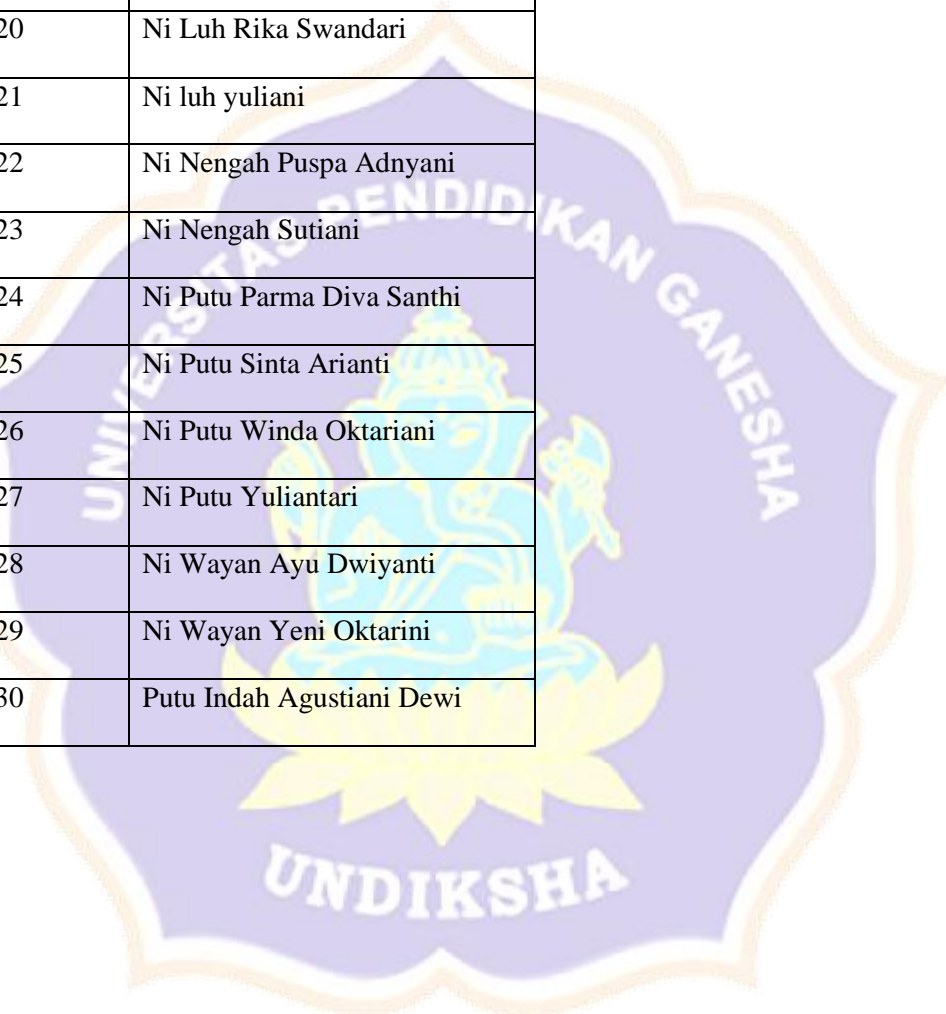 20 Ni Luh Rika Swandari
21 Ni luh yuliani
22 Ni Nengah Puspa Adnyani
23 Ni Nengah Sutiani
24 Ni Putu Parma Diva Santhi
25 Ni Putu Sinta Arianti
26 Ni Putu Winda Oktariani
27 Ni Putu Yuliantari
28 Ni Wayan Ayu Dwiyanti
29 Ni Wayan Yeni Oktarini
30 Putu Indah Agustiani Dewi
UNIVERSITAS PENDIDIKAN GANESHA
UNDIKSHA